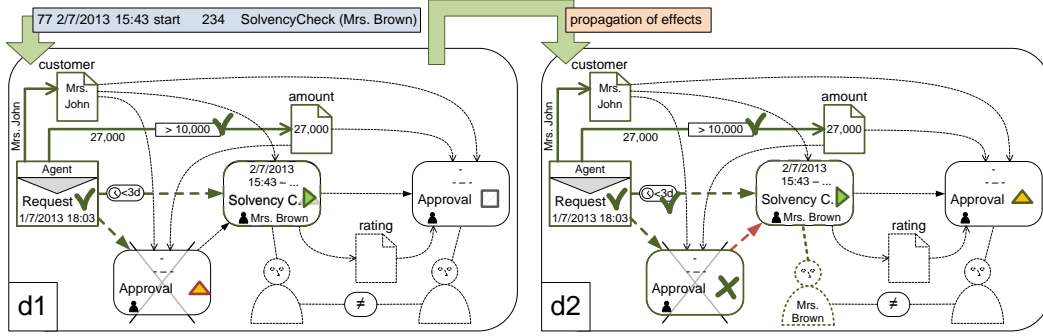 77 2/7/2013 15:43 start 234 SolvencyCheck (Mrs. Brown)
propagation of effects
customer
Mrs.
John
Mrs. John
amount
27,000
> 10,000
27,000
Agent
Request
1/7/2013 18:03
<3d
2/7/2013
15:43 – ...
Solvency C.
Mrs. Brown
-
---
Approval
rating
-
---
Approval
≠
d1
customer
Mrs.
John
Mrs. John
amount
27,000
> 10,000
27,000
Agent
Request
1/7/2013 18:03
<3d
2/7/2013
15:43 – ...
Solvency C.
Mrs. Brown
-
---
Approval
rating
-
---
Approval
Mrs.
Brown
≠
d2